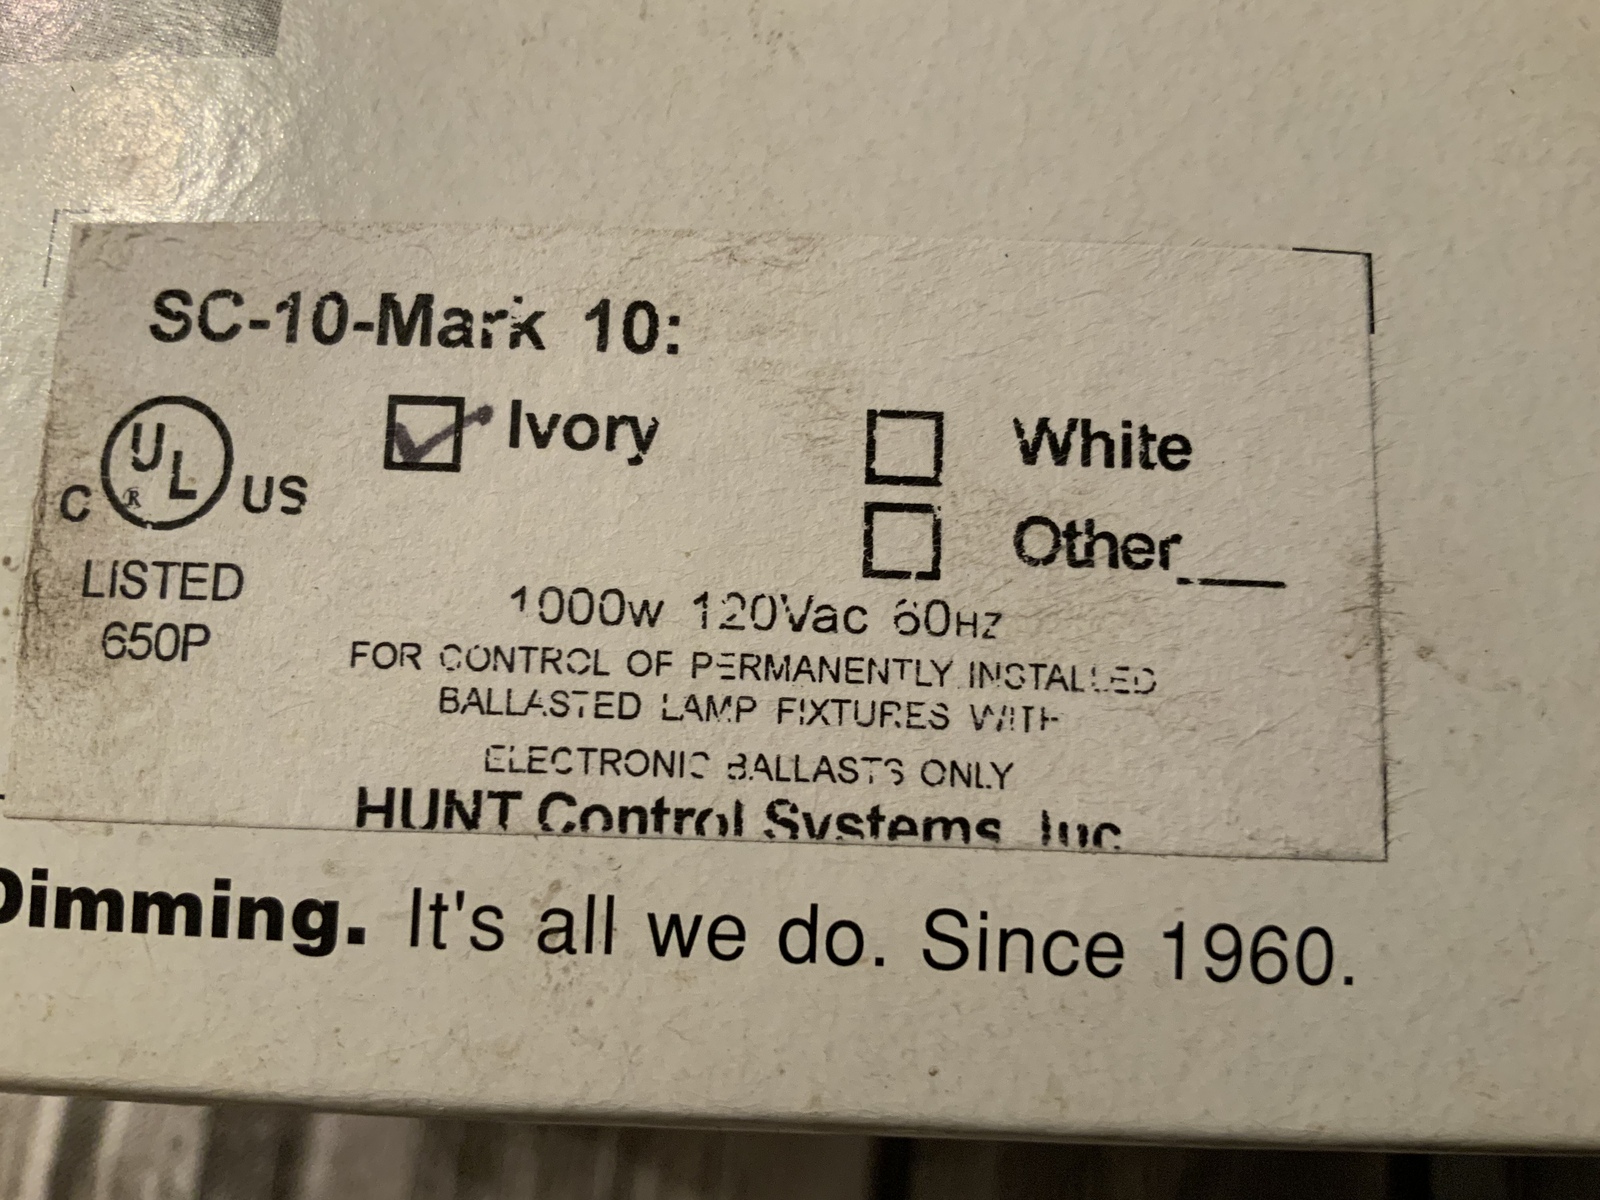 SC-10-Mark 10:
Ivory
White
C UL ® US
Other___
LISTED
650P
1000w 120Vac 60HZ
FOR CONTROL OF PERMANENTLY INSTALLED
BALLASTED LAMP FIXTURES WITH
ELECTRONIC BALLASTS ONLY
HUNT Control Systems, Inc
Dimming. It's all we do. Since 1960.